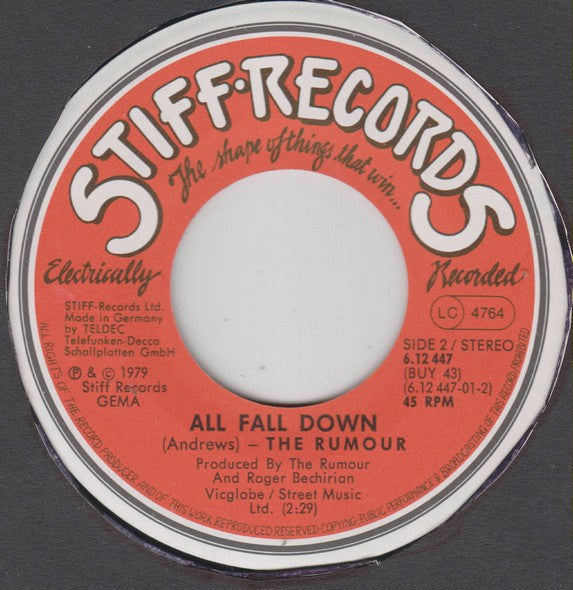 STIFF·RECORDS
The shape of things that win...
Electrically
Recorded
STIFF-Records Ltd.
Made in Germany
by TELDEC
Telefunken-Decca
Schallplatten GmbH
℗ & © 1979
Stiff Records
GEMA
LC 4764
SIDE 2 / STEREO
6.12 447
(BUY 43)
(6.12 447-01-2)
45 RPM
ALL FALL DOWN
(Andrews) – THE RUMOUR
Produced By The Rumour
And Roger Bechirian
Vicglobe / Street Music
Ltd. (2:29)
ALL RIGHTS OF THE RECORD PRODUCER AND OF THIS WORK REPRODUCED RESERVED·COPYING, PUBLIC PERFORMANCE & BROADCASTING OF THIS RECORD PROHIBITED